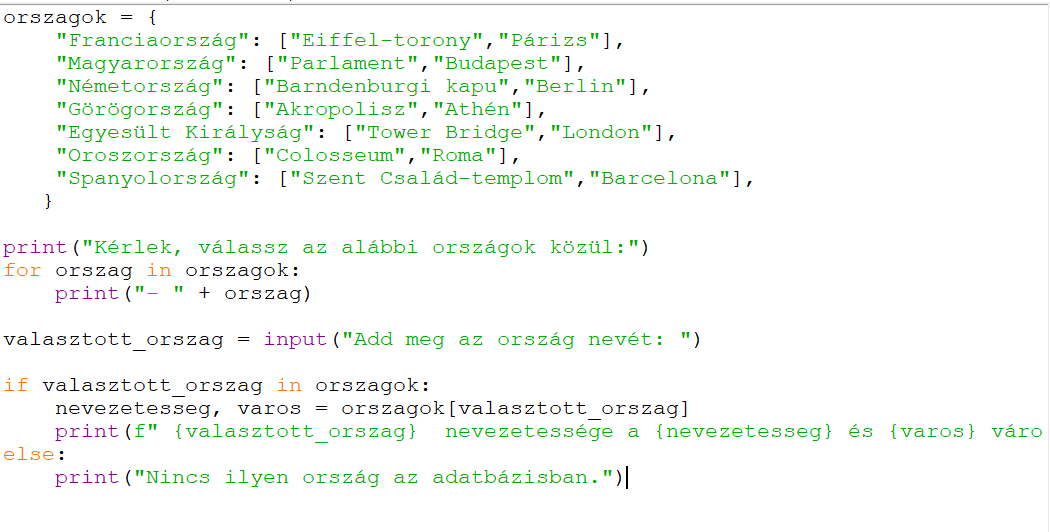 orszagok = {
    "Franciaország": ["Eiffel-torony","Párizs"],
    "Magyarország": ["Parlament","Budapest"],
    "Németország": ["Barndenburgi kapu","Berlin"],
    "Görögország": ["Akropolisz","Athén"],
    "Egyesült Királyság": ["Tower Bridge","London"],
    "Oroszország": ["Colosseum","Roma"],
    "Spanyolország": ["Szent Család-templom","Barcelona"],
   }
print("Kérlek, válassz az alábbi országok közül:")
for orszag in orszagok:
    print("- " + orszag)
valasztott_orszag = input("Add meg az ország nevét: ")
if valasztott_orszag in orszagok:
    nevezetesseg, varos = orszagok[valasztott_orszag]
    print(f" {valasztott_orszag}  nevezetessége a {nevezetesseg} és {varos} váro
else:
    print("Nincs ilyen ország az adatbázisban.")